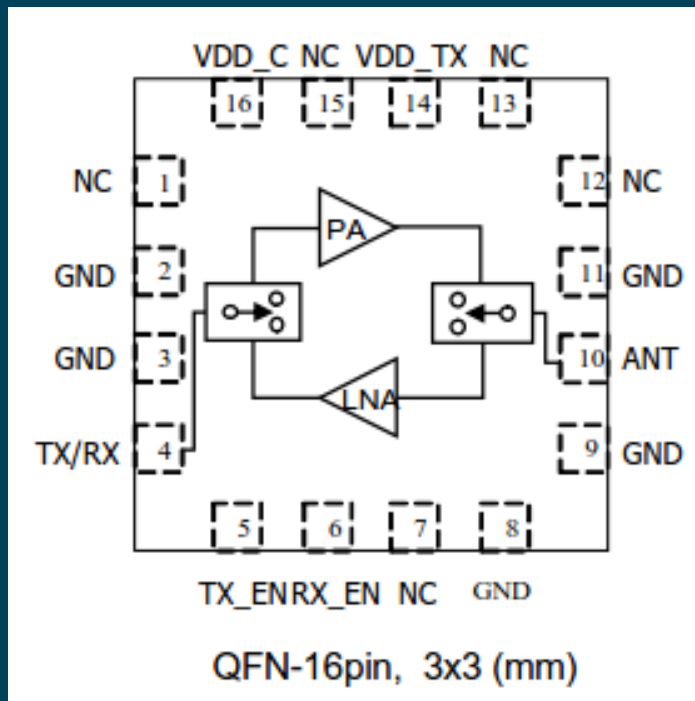 VDD_C NC VDD_TX NC
16 15 14 13
NC 1 12 NC
PA
GND 2 11 GND
GND 3 10 ANT
LNA
TX/RX 4 9 GND
5 6 7 8
TX_EN RX_EN NC GND
QFN-16pin, 3x3 (mm)